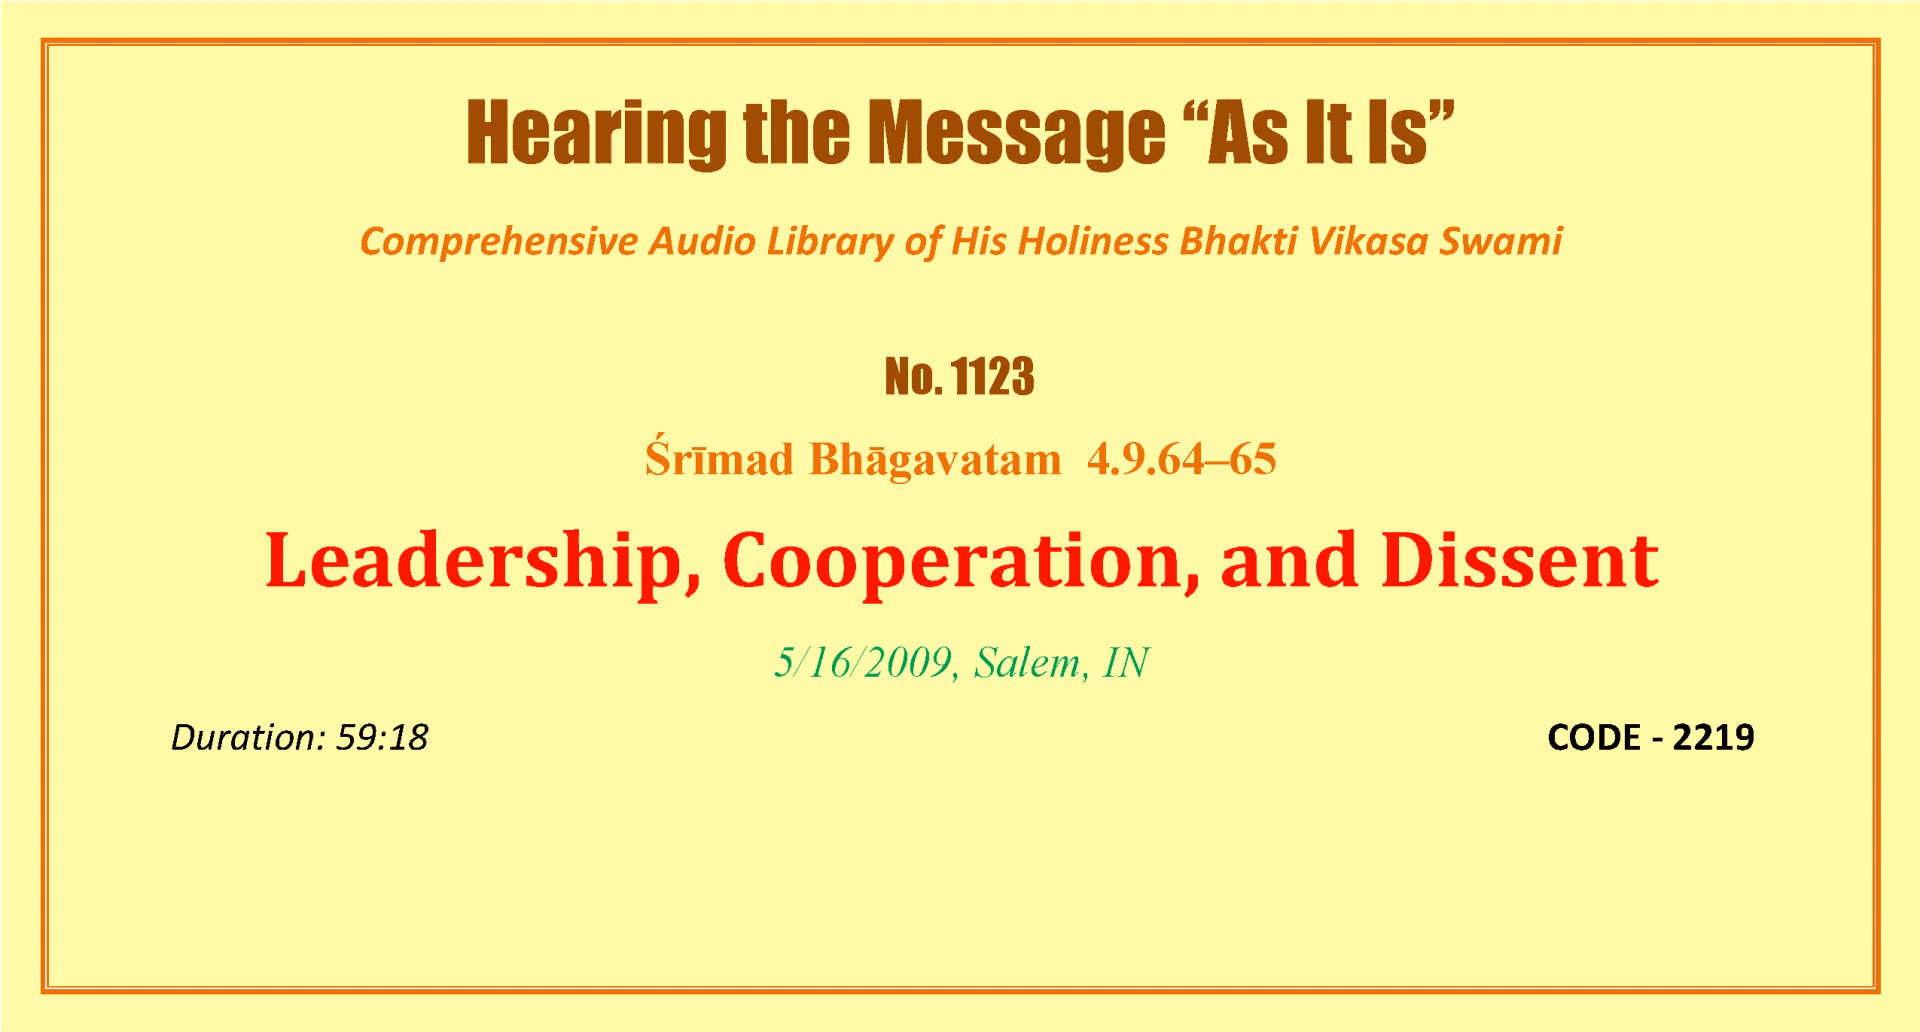 Hearing the Message “As It Is”
Comprehensive Audio Library of His Holiness Bhakti Vikasa Swami
No. 1123
Śrīmad Bhāgavatam 4.9.64–65
Leadership, Cooperation, and Dissent
5/16/2009, Salem, IN
Duration: 59:18
CODE - 2219